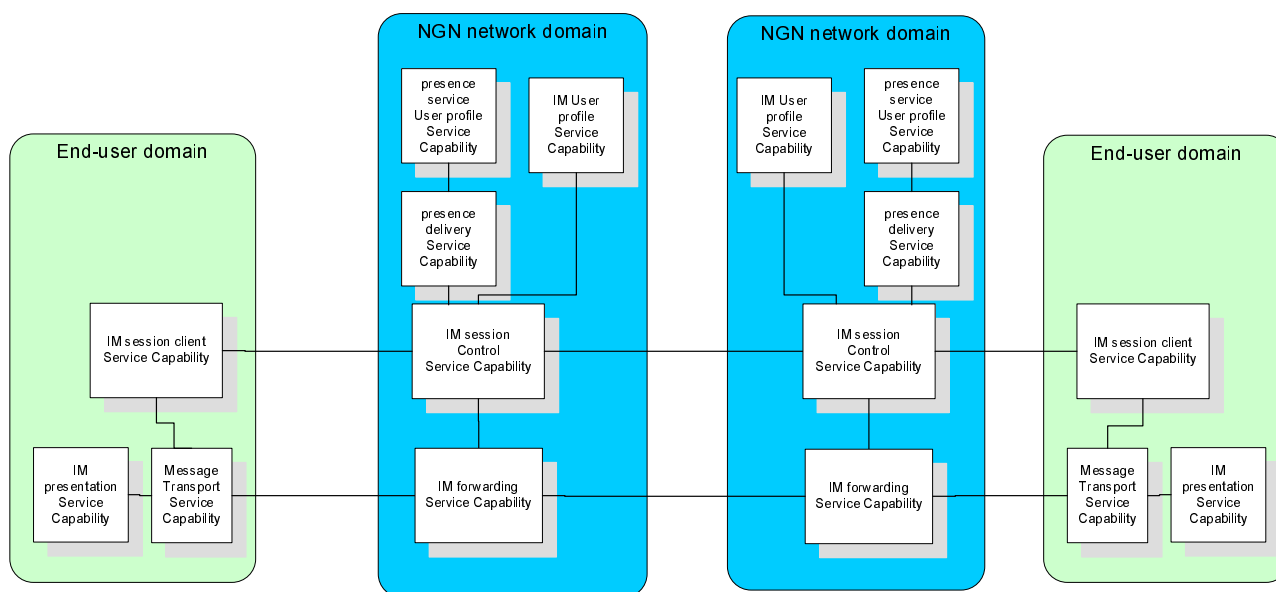 NGN network domain
NGN network domain
End-user domain
End-user domain
presence
service
User profile
Service
Capability
IM User
profile
Service
Capability
IM User
profile
Service
Capability
presence
service
User profile
Service
Capability
presence
delivery
Service
Capability
presence
delivery
Service
Capability
IM session client
Service Capability
IM session
Control
Service Capability
IM session
Control
Service Capability
IM session client
Service Capability
IM
presentation
Service
Capability
Message
Transport
Service
Capability
IM forwarding
Service Capability
IM forwarding
Service Capability
Message
Transport
Service
Capability
IM
presentation
Service
Capability